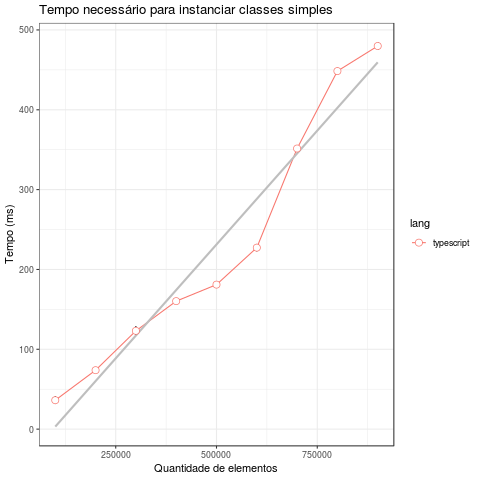 Tempo necessário para instanciar classes simples
500
400
300
200
100
0
Tempo (ms)
250000
500000
750000
Quantidade de elementos
lang
typescript